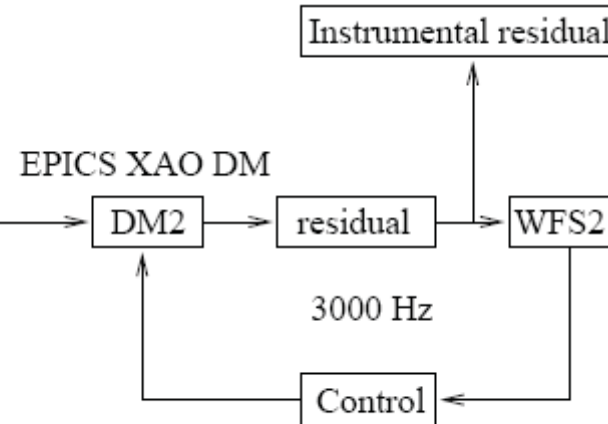 Instrumental residual
EPICS XAO DM
DM2
residual
WFS2
3000 Hz
Control